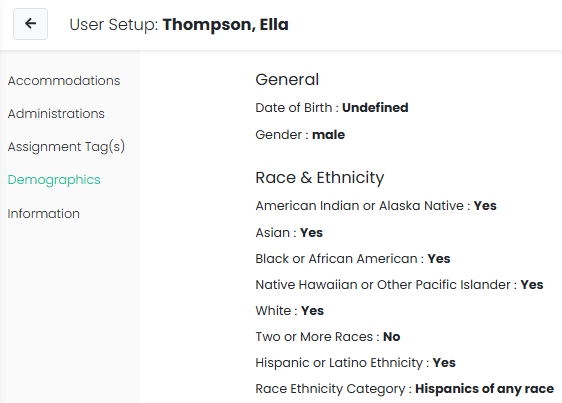 User Setup: Thompson, Ella
Accommodations
Administrations
Assignment Tag(s)
Demographics
Information
General
Date of Birth : Undefined
Gender : male
Race & Ethnicity
American Indian or Alaska Native : Yes
Asian : Yes
Black or African American : Yes
Native Hawaiian or Other Pacific Islander : Yes
White : Yes
Two or More Races : No
Hispanic or Latino Ethnicity : Yes
Race Ethnicity Category : Hispanics of any race